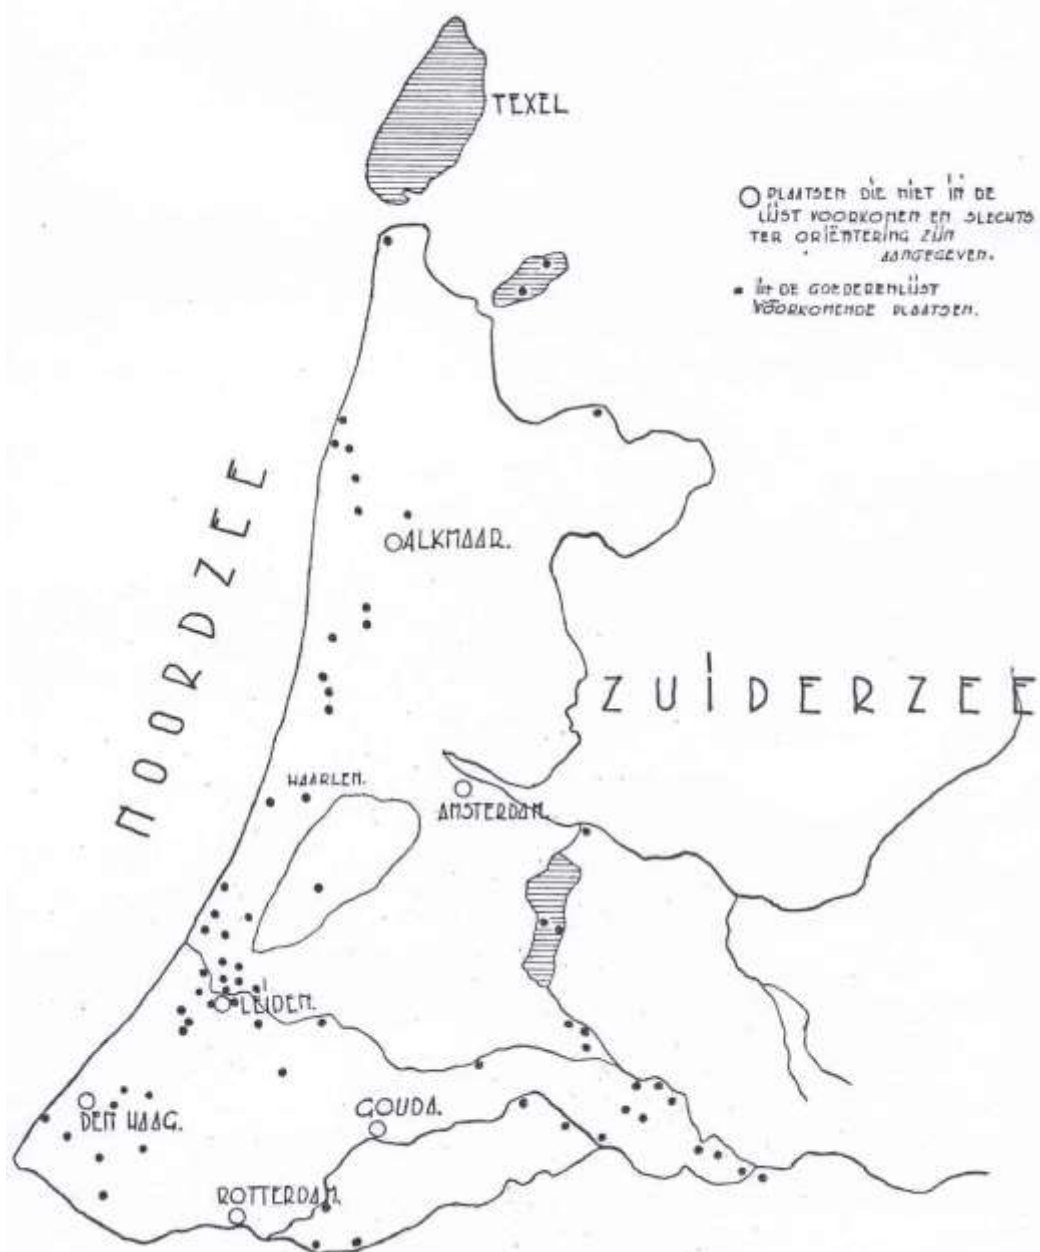 TEXEL
PLAATSEN DIE NIET IN DE
LIJST VOORKOMEN EN SLECHTS
TER ORIËNTERING ZIJN
AANGEGEVEN.
IN DE GOEDERENLIJST
VOORKOMENDE PLAATSEN.
NOORDZEE
ALKMAAR.
ZUIDERZEE
HAARLEM.
AMSTERDAM.
LEIDEN.
DEN HAAG.
GOUDA.
ROTTERDAM.